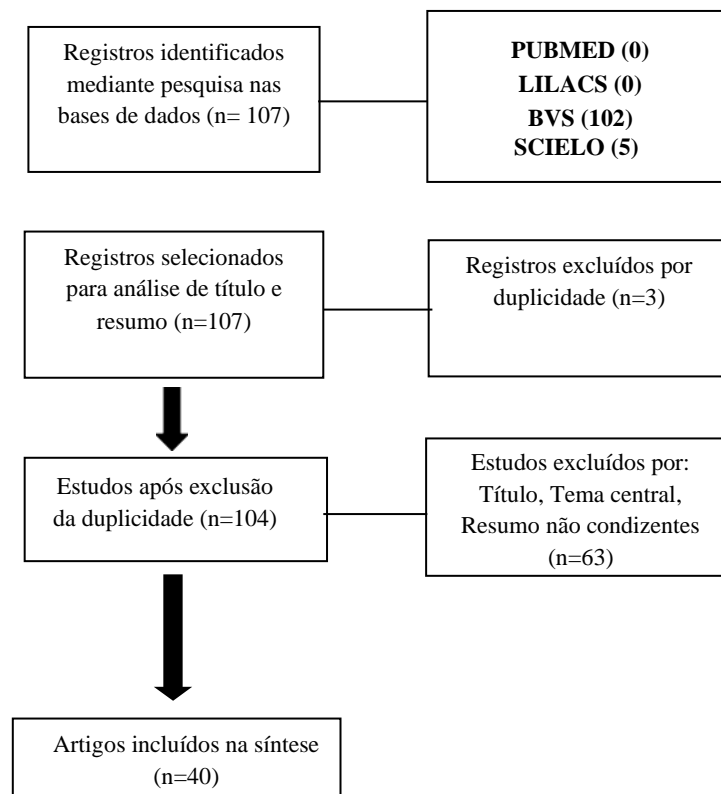 Registros identificados
mediante pesquisa nas
bases de dados (n= 107)
PUBMED (0)
LILACS (0)
BVS (102)
SCIELO (5)
Registros selecionados
para análise de título e
resumo (n=107)
Registros excluídos por
duplicidade (n=3)
Estudos após exclusão
da duplicidade (n=104)
Estudos excluídos por:
Título, Tema central,
Resumo não condizentes
(n=63)
Artigos incluídos na síntese
(n=40)